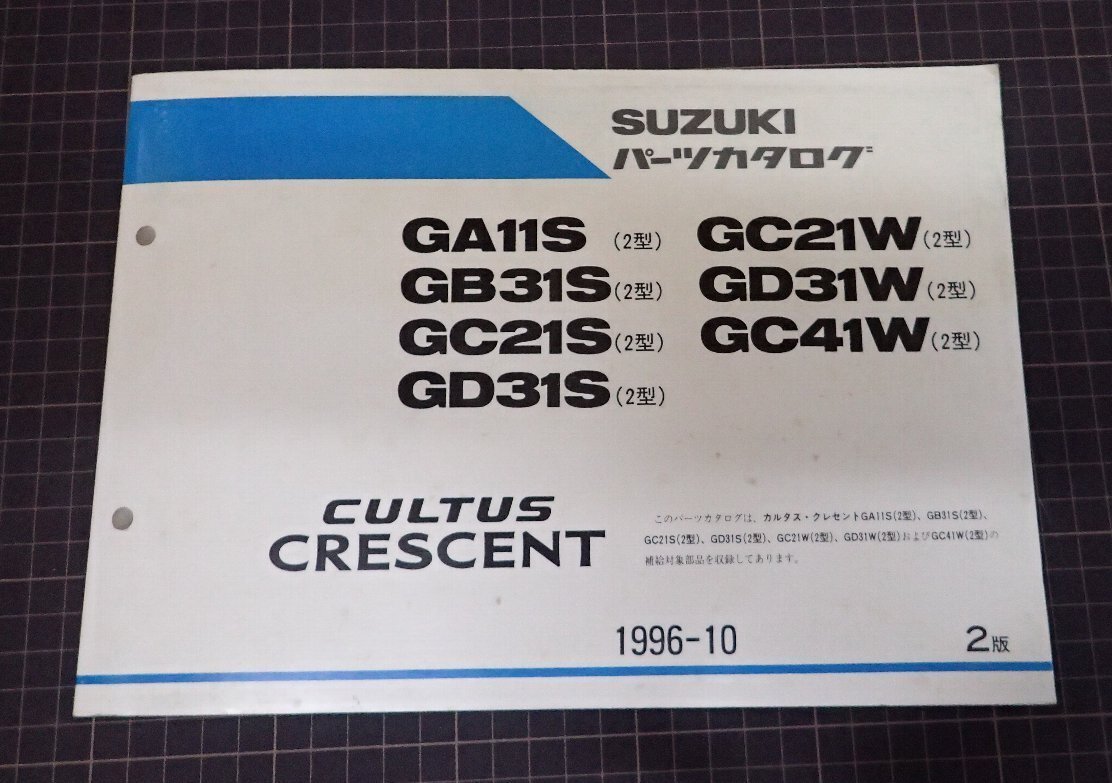 SUZUKI
パーツカタログ
GA11S（2型）
GB31S（2型）
GC21S（2型）
GD31S（2型）
GC21W（2型）
GD31W（2型）
GC41W（2型）
CULTUS
CRESCENT
このパーツカタログは、カルタス・クレセントGA11S(2型)、GB31S(2型)、
GC21S(2型)、GD31S(2型)、GC21W(2型)、GD31W(2型)およびGC41W(2型)の
補給対象部品を収録してあります。
1996-10
2版